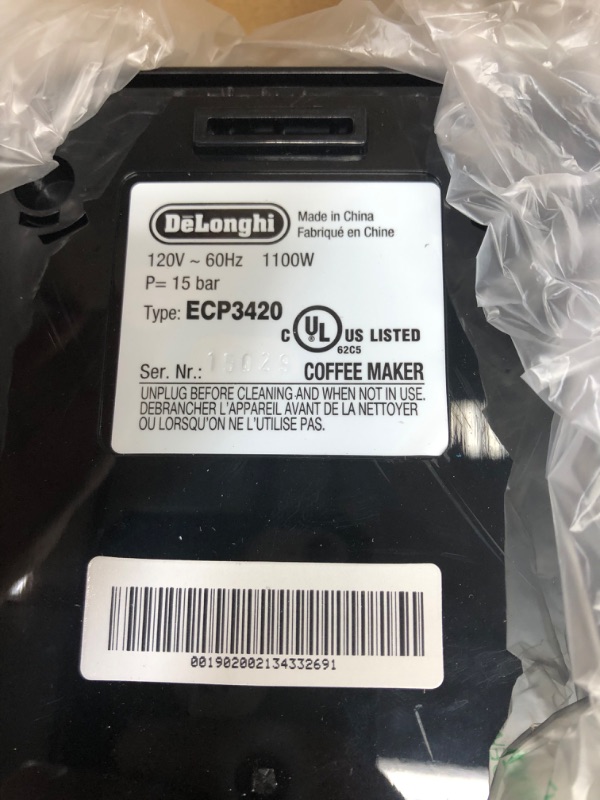 DeLonghi
Made in China
Fabriqué en Chine
120V ~ 60Hz 1100W
P= 15 bar
Type: ECP3420
C UL US LISTED
62C5
Ser. Nr.:
COFFEE MAKER
UNPLUG BEFORE CLEANING AND WHEN NOT IN USE.
DEBRANCHER L'APPAREIL AVANT DE LA NETTOYER
OU LORSQU'ON NE L'UTILISE PAS.
001902002134332691